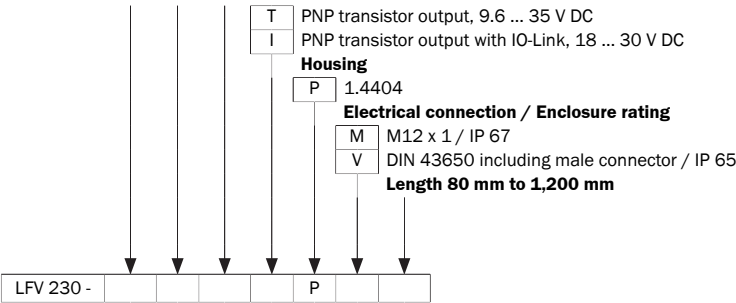 T PNP transistor output, 9.6 ... 35 V DC
I PNP transistor output with IO-Link, 18 ... 30 V DC
Housing
P 1.4404
Electrical connection / Enclosure rating
M M12 x 1 / IP 67
V DIN 43650 including male connector / IP 65
Length 80 mm to 1,200 mm
LFV 230 - P